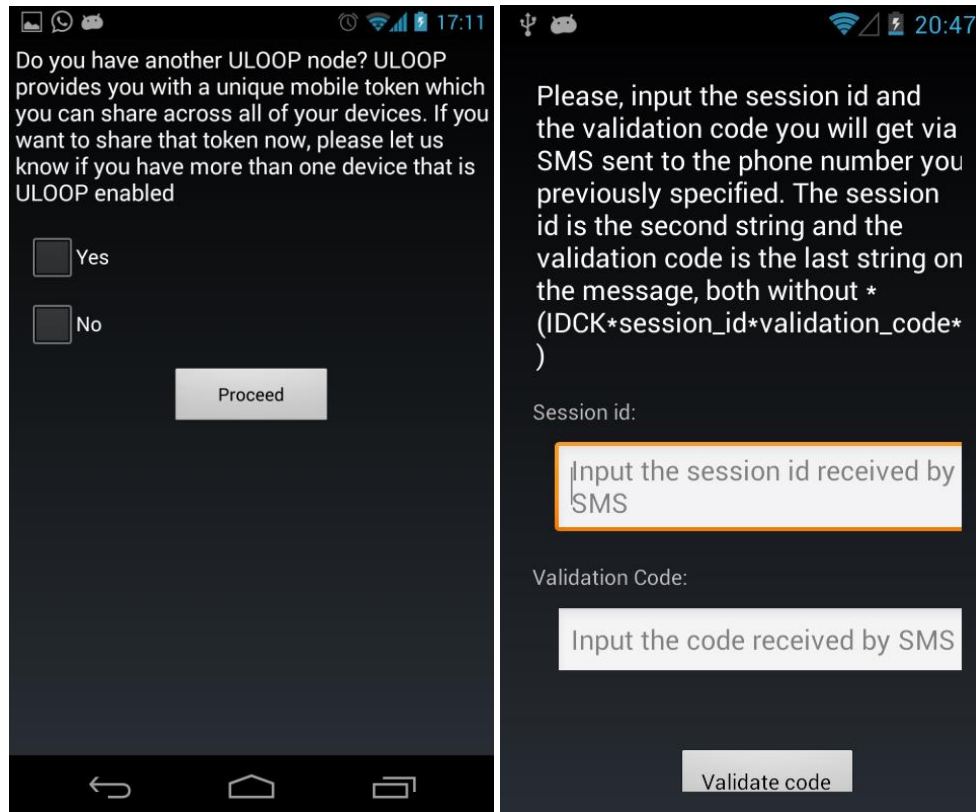 17:11
Do you have another ULOOP node? ULOOP
provides you with a unique mobile token which
you can share across all of your devices. If you
want to share that token now, please let us
know if you have more than one device that is
ULOOP enabled
Yes
No
Proceed
20:47
Please, input the session id and
the validation code you will get via
SMS sent to the phone number you
previously specified. The session
id is the second string and the
validation code is the last string on
the message, both without *
(IDCK*session_id*validation_code*
)
Session id:
Input the session id received by
SMS
Validation Code:
Input the code received by SMS
Validate code